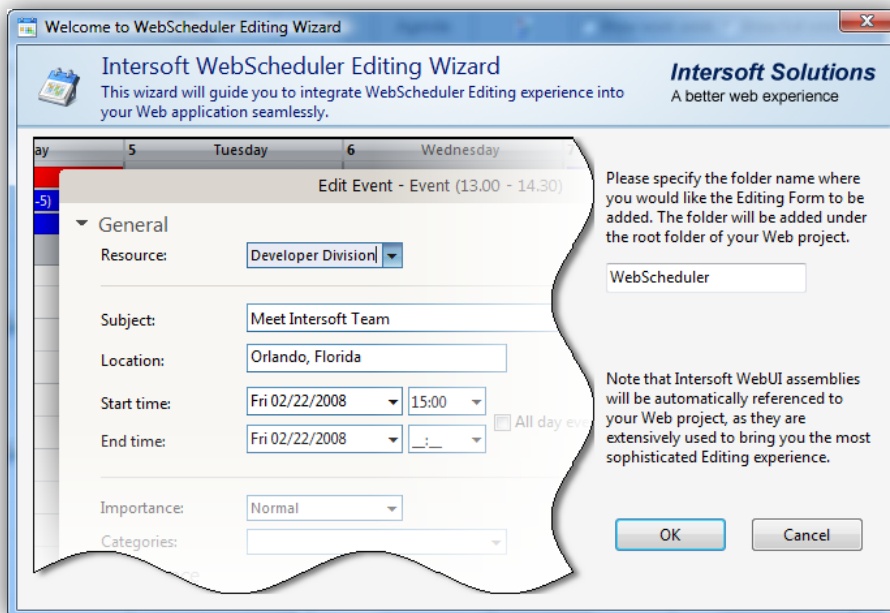 Welcome to WebScheduler Editing Wizard
Intersoft WebScheduler Editing Wizard
This wizard will guide you to integrate WebScheduler Editing experience into
your Web application seamlessly.
Intersoft Solutions
A better web experience
ay 5 Tuesday 6 Wednesday 7
-5)
Edit Event - Event (13.00 - 14.30)
General
Resource: Developer Division
Subject: Meet Intersoft Team
Location: Orlando, Florida
Start time: Fri 02/22/2008 15:00
All day eve
End time: Fri 02/22/2008 __:__
Importance: Normal
Categories:
Please specify the folder name where
you would like the Editing Form to be
added. The folder will be added under
the root folder of your Web project.
WebScheduler
Note that Intersoft WebUI assemblies
will be automatically referenced to
your Web project, as they are
extensively used to bring you the most
sophisticated Editing experience.
OK Cancel